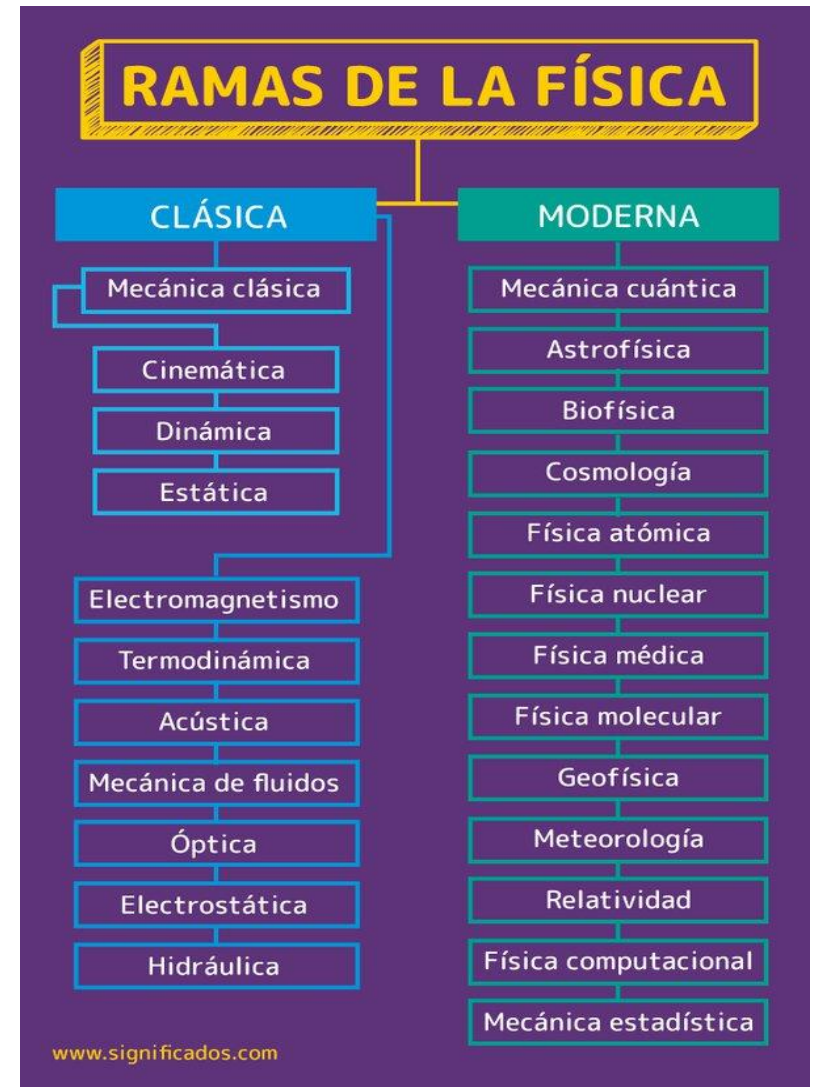 RAMAS DE LA FÍSICA
CLÁSICA
Mecánica clásica
Cinemática
Dinámica
Estática
Electromagnetismo
Termodinámica
Acústica
Mecánica de fluidos
Óptica
Electrostática
Hidráulica
MODERNA
Mecánica cuántica
Astrofísica
Biofísica
Cosmología
Física atómica
Física nuclear
Física médica
Física molecular
Geofísica
Meteorología
Relatividad
Física computacional
Mecánica estadística
www.significados.com